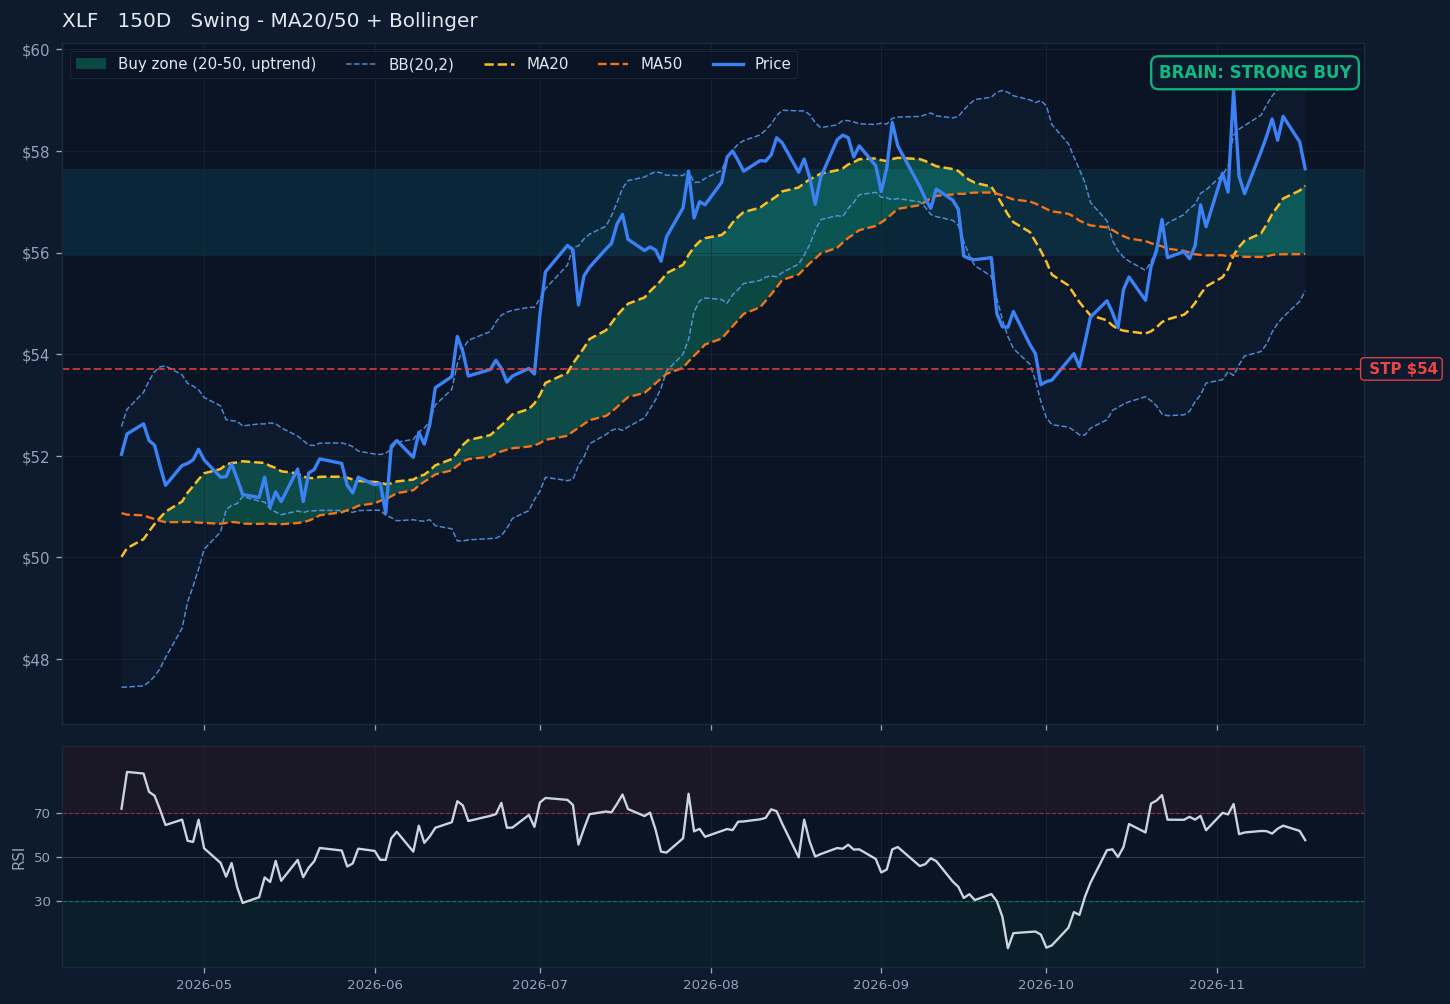 XLF 150D Swing - MA20/50 + Bollinger
Buy zone (20-50, uptrend) BB(20,2) MA20 MA50 Price
BRAIN: STRONG BUY
$60
$58
$56
$54
$52
$50
$48
STP $54
RSI
70
50
30
2026-05 2026-06 2026-07 2026-08 2026-09 2026-10 2026-11